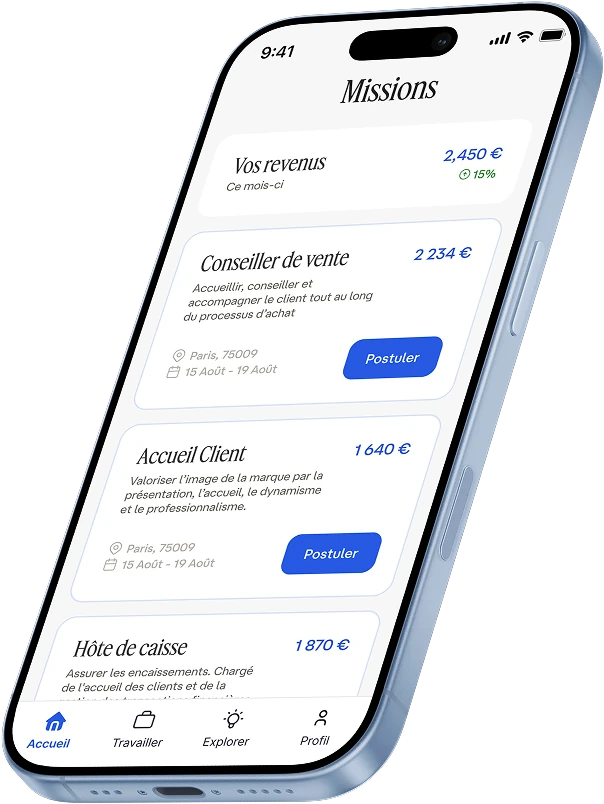 9:41
Missions
Vos revenus
2,450 €
Ce mois-ci
15%
Conseiller de vente
2 234 €
Accueillir, conseiller et
accompagner le client tout au long
du processus d'achat
Paris, 75009
15 Août - 19 Août
Postuler
Accueil Client
1 640 €
Valoriser l'image de la marque par la
présentation, l'accueil, le dynamisme
et le professionnalisme.
Paris, 75009
15 Août - 19 Août
Postuler
Hôte de caisse
1 870 €
Assurer les encaissements. Chargé
de l'accueil des clients et de la
Accueil
Travailler
Explorer
Profil